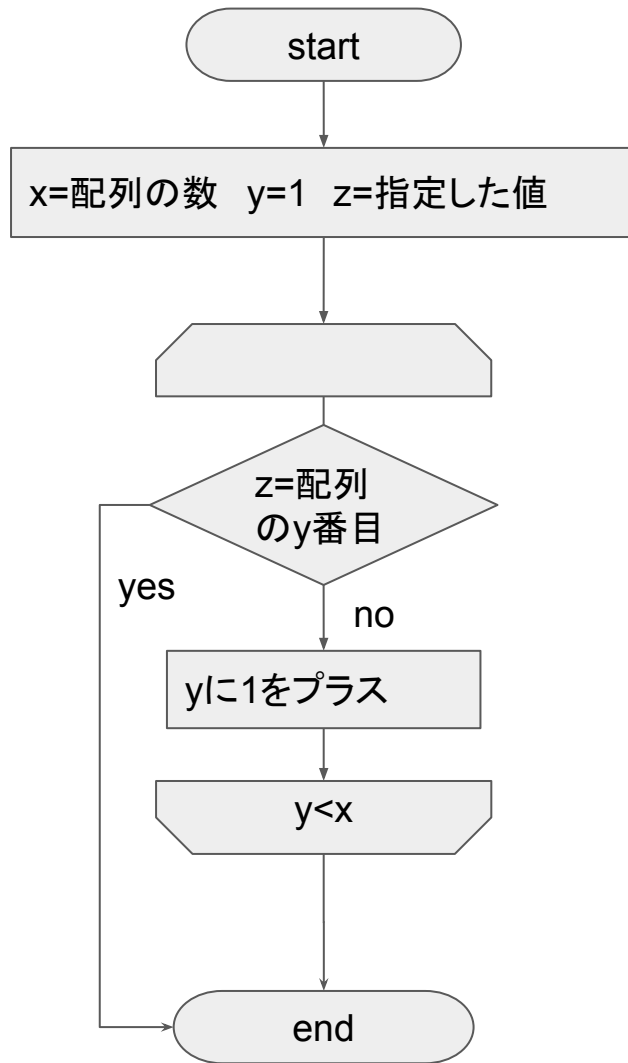 start
x=配列の数 y=1 z=指定した値
z=配列
のy番目
yes
no
yに1をプラス
y<x
end